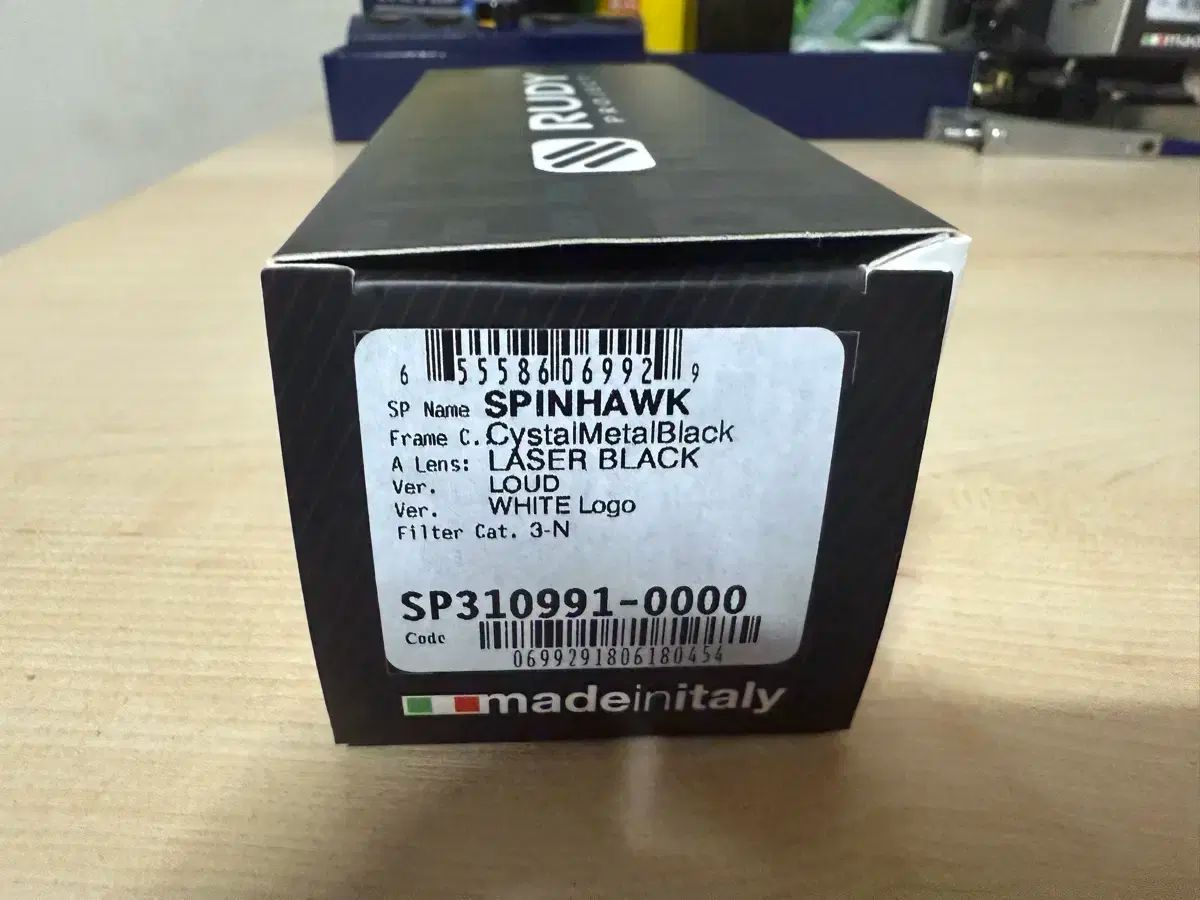 RUDY
PROJECT
6 55586 06992 9
SP Name SPINHAWK
Frame C. CystalMetalBlack
A Lens: LASER BLACK
Ver. LOUD
Ver. WHITE Logo
Filter Cat. 3-N
SP310991-0000
Code
0699291806180454
madeinitaly